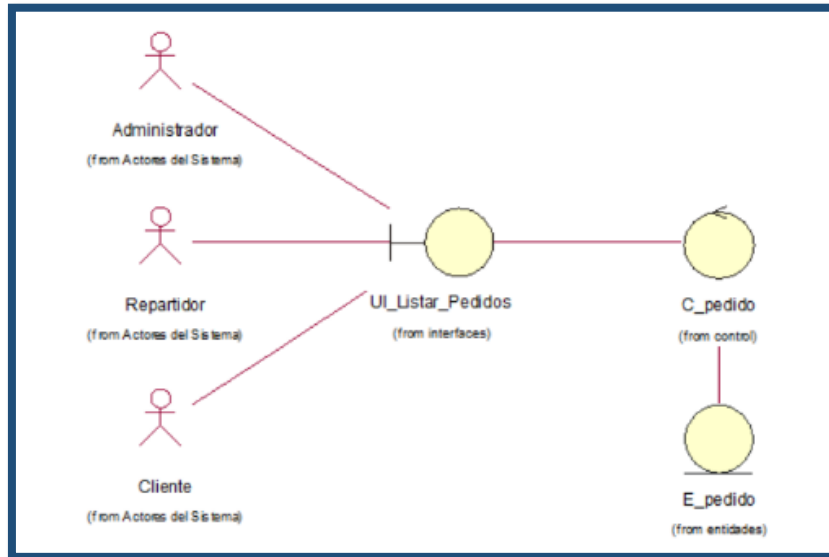 Administrador
(from Actores del Sistema)
Repartidor
(from Actores del Sistema)
Cliente
(from Actores del Sistema)
UI_Listar_Pedidos
(from interfaces)
C_pedido
(from control)
E_pedido
(from entidades)